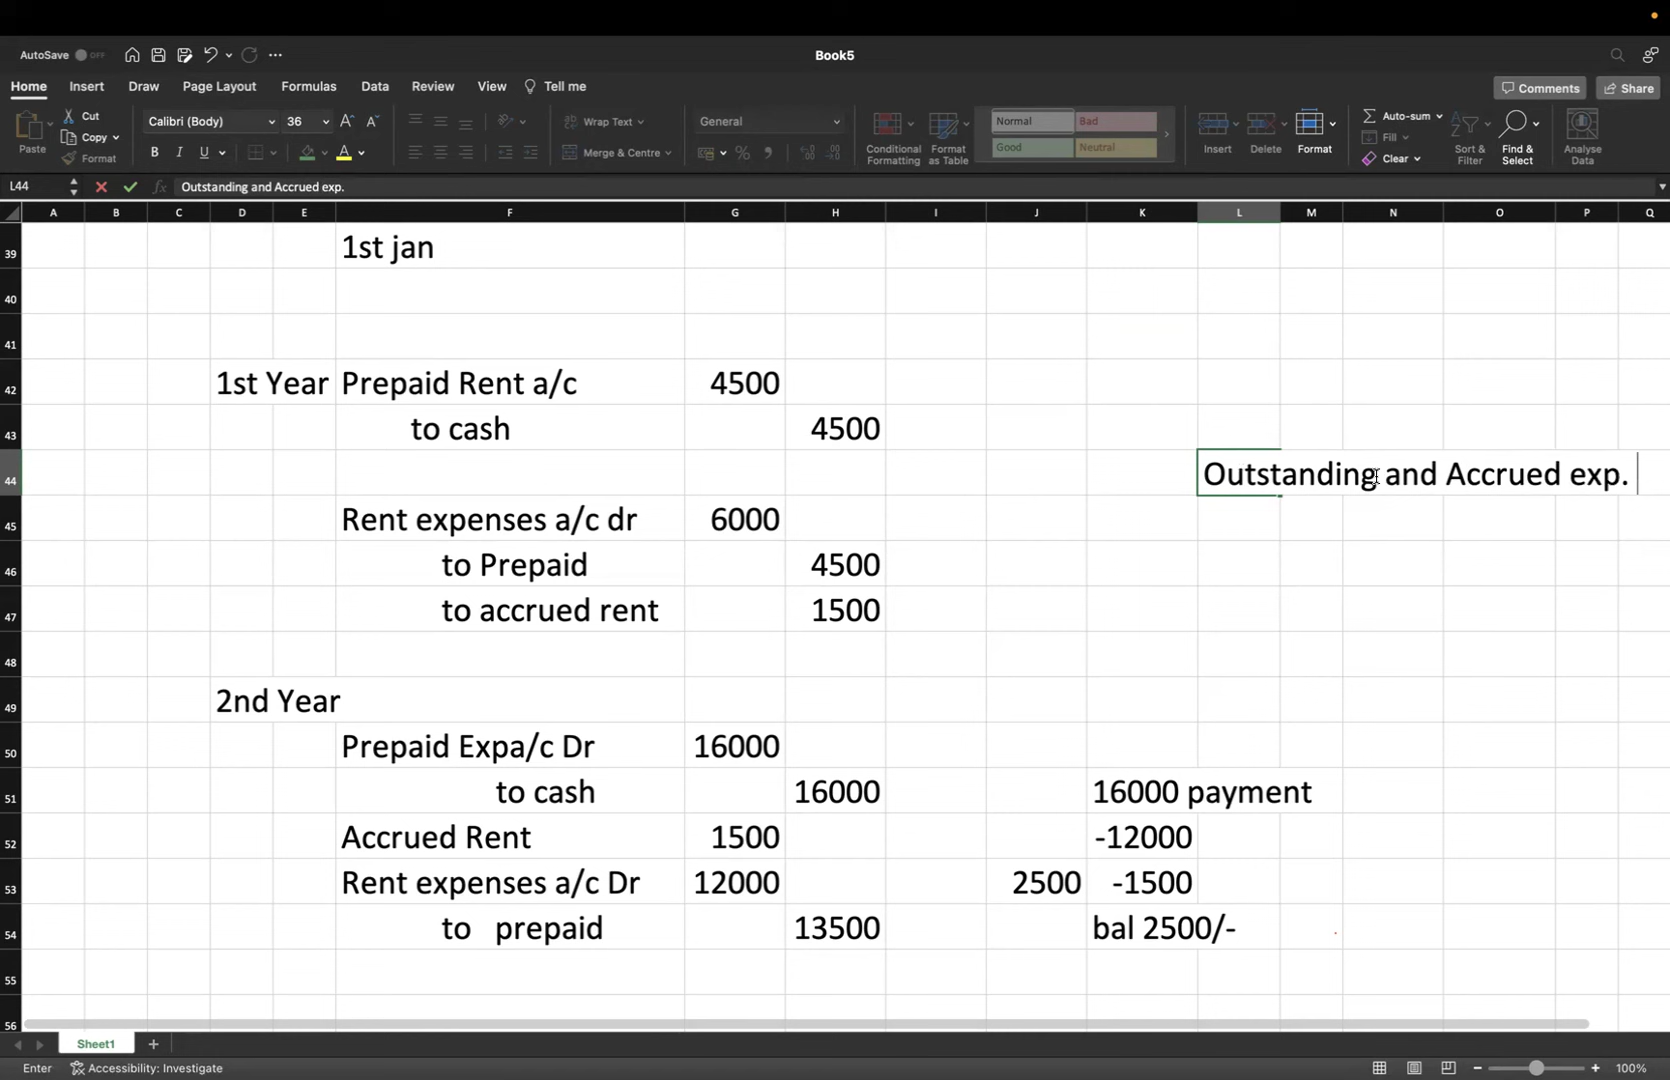 Book5
AutoSave OFF
Home Insert Draw Page Layout Formulas Data Review View Tell me
Comments Share
Paste Cut Copy Format
Calibri (Body) 36
B I U
Wrap Text
Merge & Centre
General
Conditional Formatting
Format as Table
Normal Bad
Good Neutral
Insert Delete Format
Auto-sum
Fill
Clear
Sort & Filter
Find & Select
Analyse Data
L44 fx Outstanding and Accrued exp.
A B C D E F G H I J K L M N O P Q
39 1st jan
40
41
42 1st Year Prepaid Rent a/c 4500
43 to cash 4500
44 Outstanding and Accrued exp.
45 Rent expenses a/c dr 6000
46 to Prepaid 4500
47 to accrued rent 1500
48
49 2nd Year
50 Prepaid Expa/c Dr 16000
51 to cash 16000 16000 payment
52 Accrued Rent 1500 -12000
53 Rent expenses a/c Dr 12000 2500 -1500
54 to prepaid 13500 bal 2500/-
55
56
Sheet1
Enter Accessibility: Investigate 100%